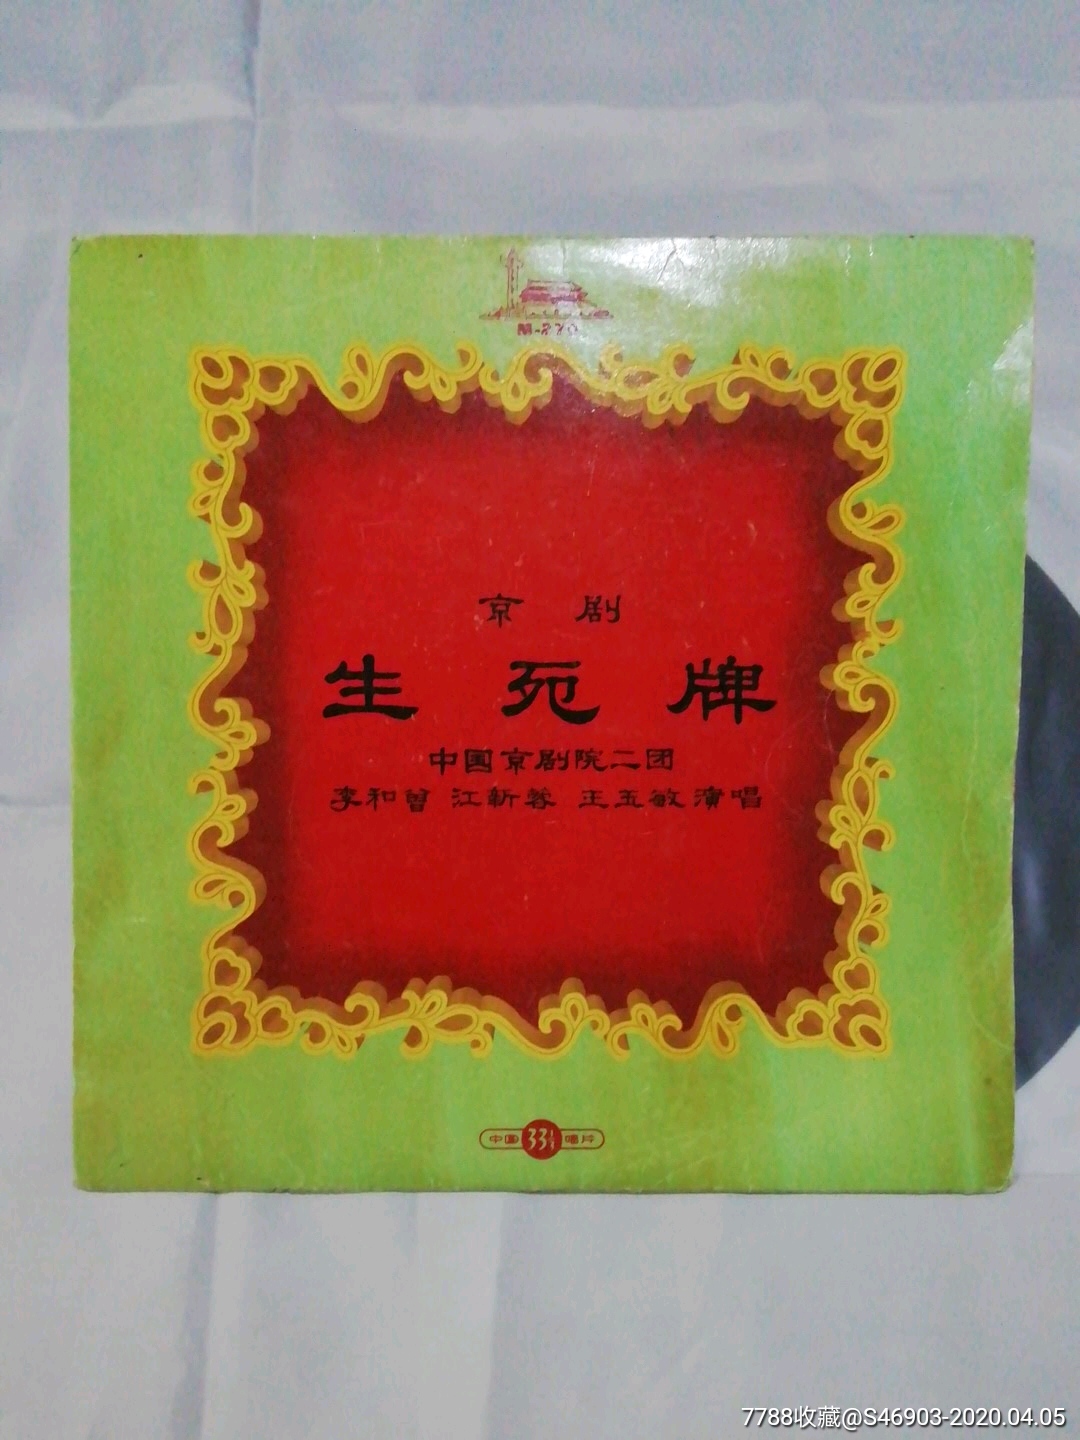 M-270
京剧
生死牌
中国京剧院二团
李和曾 江新蓉 王玉敏 演唱
中国 33⅓ 唱片
7788收藏@S46903-2020.04.05